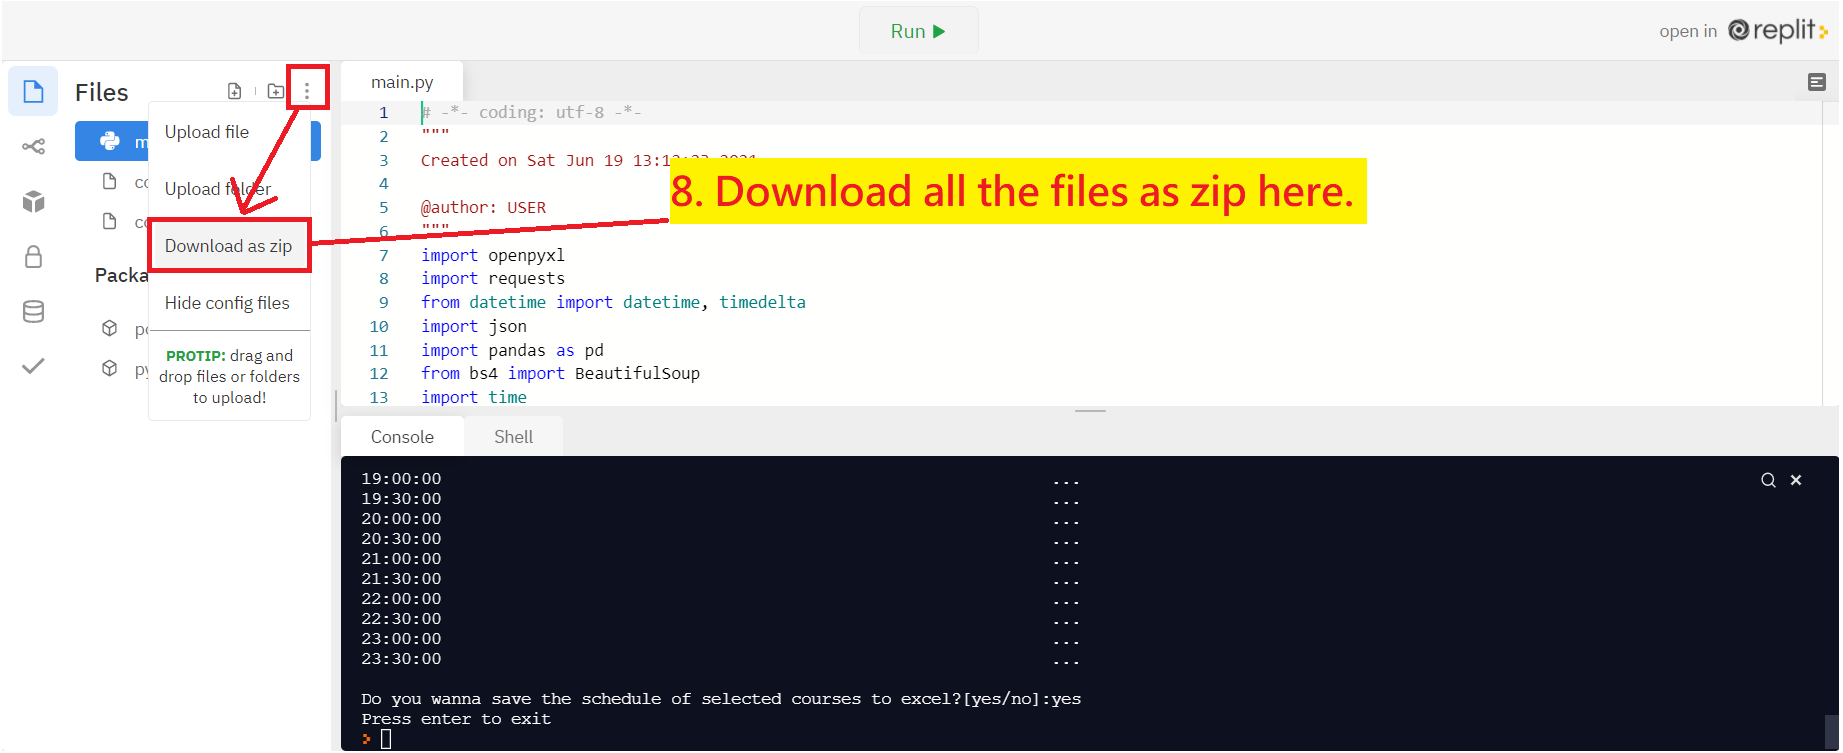 Run
open in replit
Files
Upload file
Upload folder
Download as zip
Hide config files
PROTIP: drag and
drop files or folders
to upload!
m
co
co
Packa
py
main.py
1 # -*- coding: utf-8 -*-
2 """
3 Created on Sat Jun 19 13:12:23 2021
4
5 @author: USER
6 """
7 import openpyxl
8 import requests
9 from datetime import datetime, timedelta
10 import json
11 import pandas as pd
12 from bs4 import BeautifulSoup
13 import time
8. Download all the files as zip here.
Console Shell
19:00:00 ...
19:30:00 ...
20:00:00 ...
20:30:00 ...
21:00:00 ...
21:30:00 ...
22:00:00 ...
22:30:00 ...
23:00:00 ...
23:30:00 ...
Do you wanna save the schedule of selected courses to excel?[yes/no]:yes
Press enter to exit